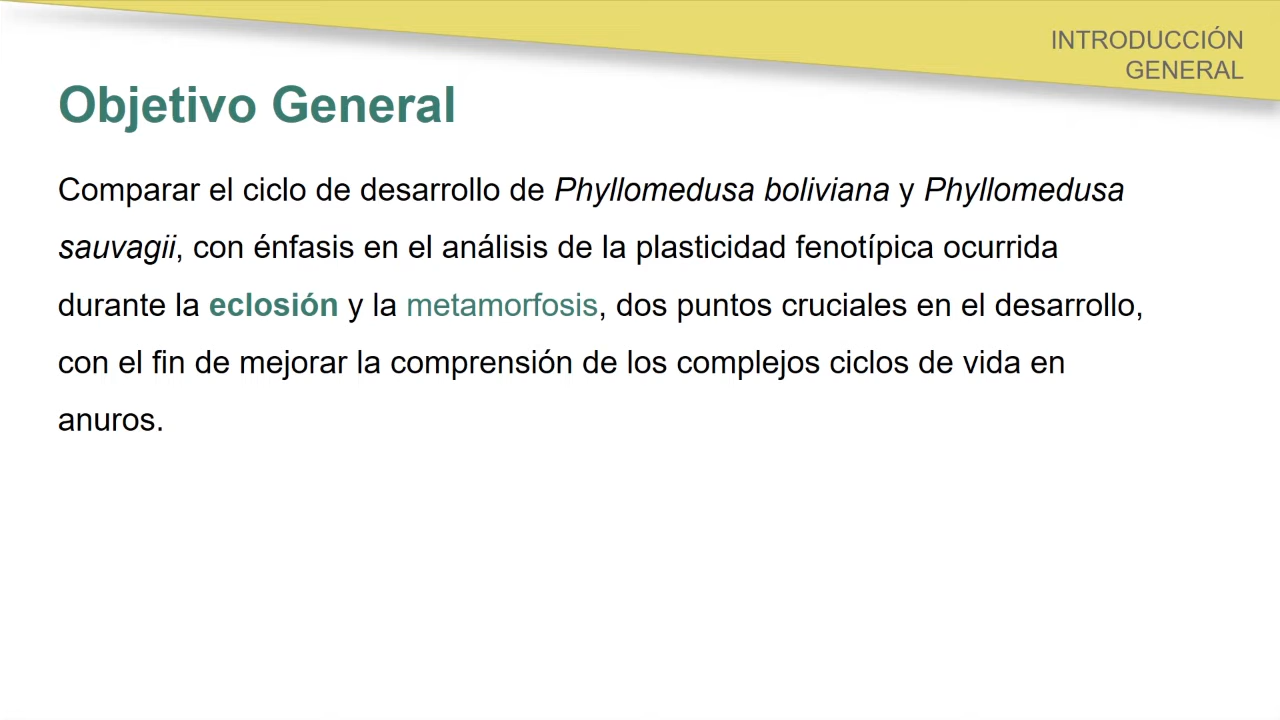 INTRODUCCIÓN
GENERAL
Objetivo General
Comparar el ciclo de desarrollo de Phyllomedusa boliviana y Phyllomedusa
sauvagii, con énfasis en el análisis de la plasticidad fenotípica ocurrida
durante la eclosión y la metamorfosis, dos puntos cruciales en el desarrollo,
con el fin de mejorar la comprensión de los complejos ciclos de vida en
anuros.